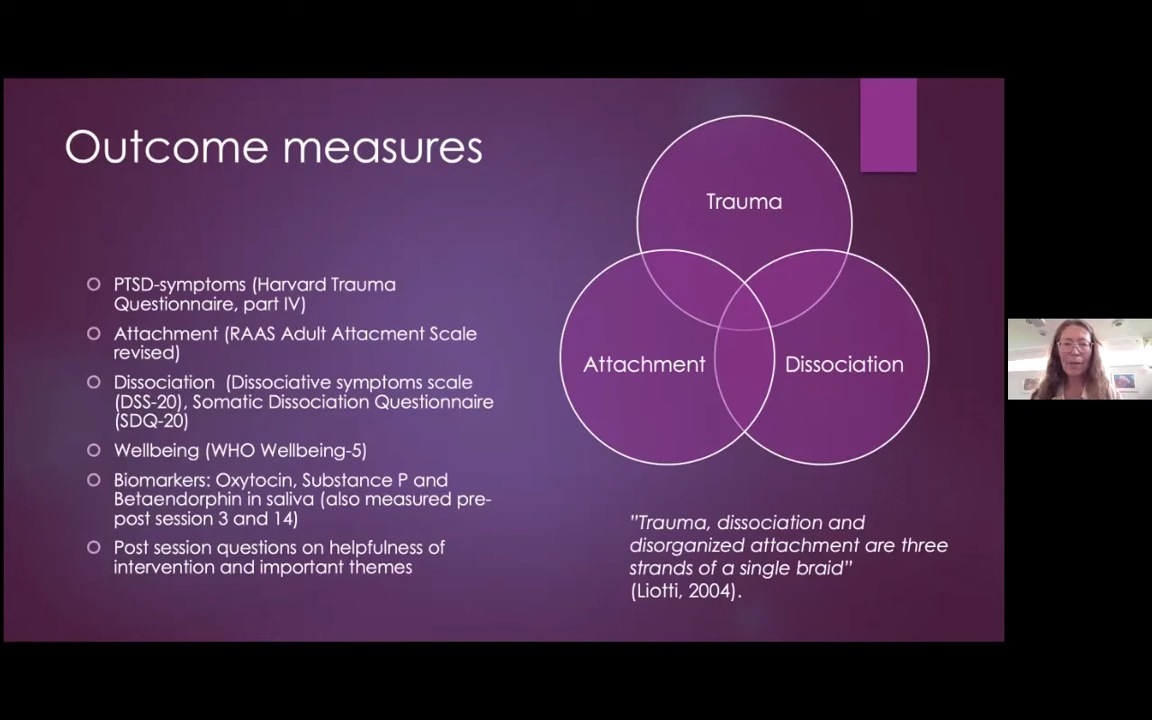 Outcome measures
PTSD-symptoms (Harvard Trauma
Questionnaire, part IV)
Attachment (RAAS Adult Attacment Scale
revised)
Dissociation (Dissociative symptoms scale
(DSS-20), Somatic Dissociation Questionnaire
(SDQ-20)
Wellbeing (WHO Wellbeing-5)
Biomarkers: Oxytocin, Substance P and
Betaendorphin in saliva (also measured pre-
post session 3 and 14)
Post session questions on helpfulness of
intervention and important themes
Trauma
Attachment
Dissociation
”Trauma, dissociation and
disorganized attachment are three
strands of a single braid”
(Liotti, 2004).